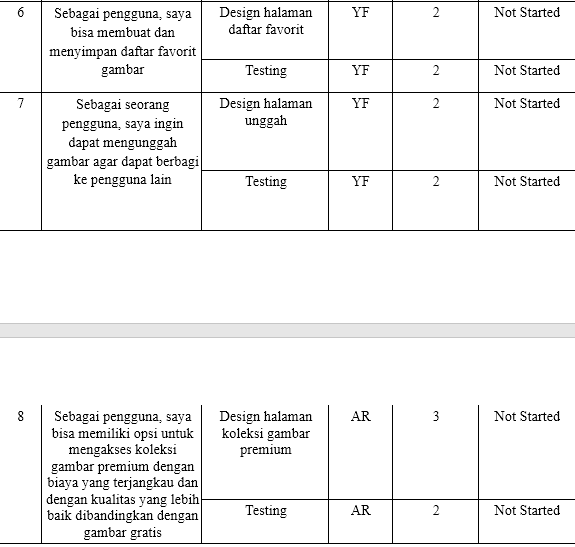 6 Sebagai pengguna, saya Design halaman YF 2 Not Started
bisa membuat dan daftar favorit
menyimpan daftar favorit
gambar Testing YF 2 Not Started
7 Sebagai seorang Design halaman YF 2 Not Started
pengguna, saya ingin unggah
dapat mengunggah
gambar agar dapat berbagi
ke pengguna lain Testing YF 2 Not Started
8 Sebagai pengguna, saya Design halaman AR 3 Not Started
bisa memiliki opsi untuk koleksi gambar
mengakses koleksi premium
gambar premium dengan
biaya yang terjangkau dan
dengan kualitas yang lebih
baik dibandingkan dengan Testing AR 2 Not Started
gambar gratis